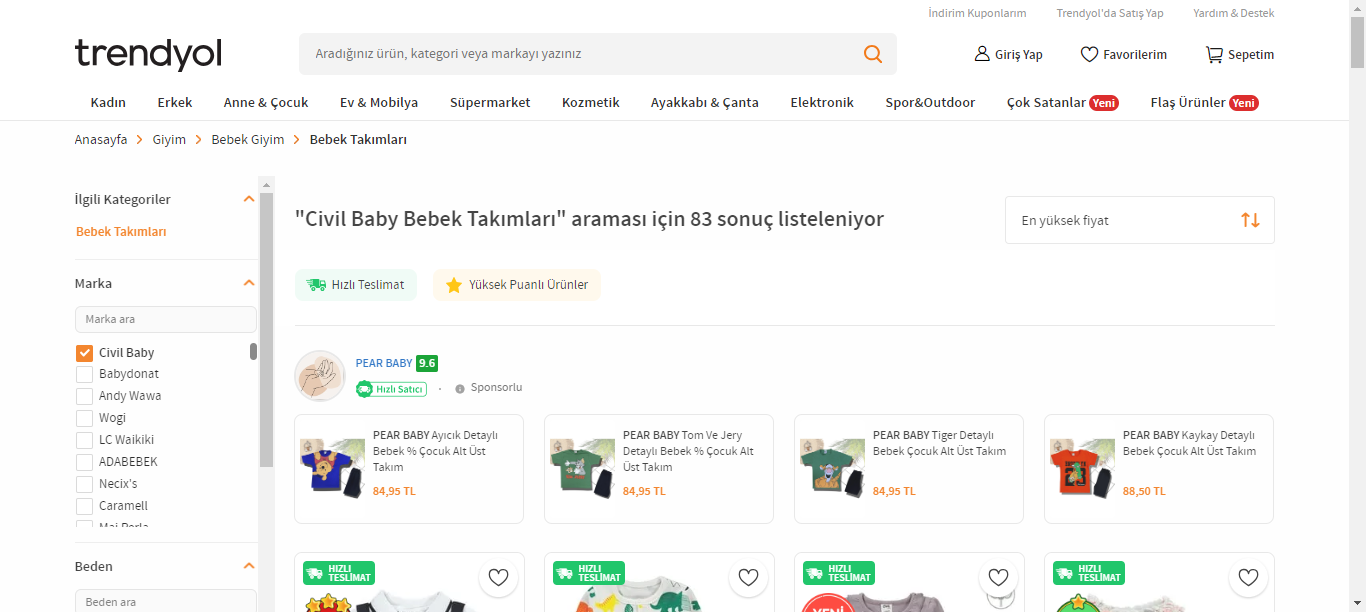 İndirim Kuponlarım Trendyol'da Satış Yap Yardım & Destek
trendyol
Aradığınız ürün, kategori veya markayı yazınız
Giriş Yap Favorilerim Sepetim
Kadın Erkek Anne & Çocuk Ev & Mobilya Süpermarket Kozmetik Ayakkabı & Çanta Elektronik Spor&Outdoor Çok Satanlar Yeni Flaş Ürünler Yeni
Anasayfa > Giyim > Bebek Giyim > Bebek Takımları
İlgili Kategoriler
Bebek Takımları
Marka
Marka ara
Civil Baby
Babydonat
Andy Wawa
Wogi
LC Waikiki
ADABEBEK
Necix's
Caramell
Beden
Beden ara
"Civil Baby Bebek Takımları" araması için 83 sonuç listeleniyor
En yüksek fiyat
Hızlı Teslimat Yüksek Puanlı Ürünler
PEAR BABY 9.6
Hızlı Satıcı · Sponsorlu
PEAR BABY Ayıcık Detaylı
Bebek % Çocuk Alt Üst
Takım
84,95 TL
PEAR BABY Tom Ve Jery
Detaylı Bebek % Çocuk Alt
Üst Takım
84,95 TL
PEAR BABY Tiger Detaylı
Bebek Çocuk Alt Üst Takım
84,95 TL
PEAR BABY Kaykay Detaylı
Bebek Çocuk Alt Üst Takım
88,50 TL
HIZLI
TESLİMAT
HIZLI
TESLİMAT
HIZLI
TESLİMAT
YENİ
HIZLI
TESLİMAT